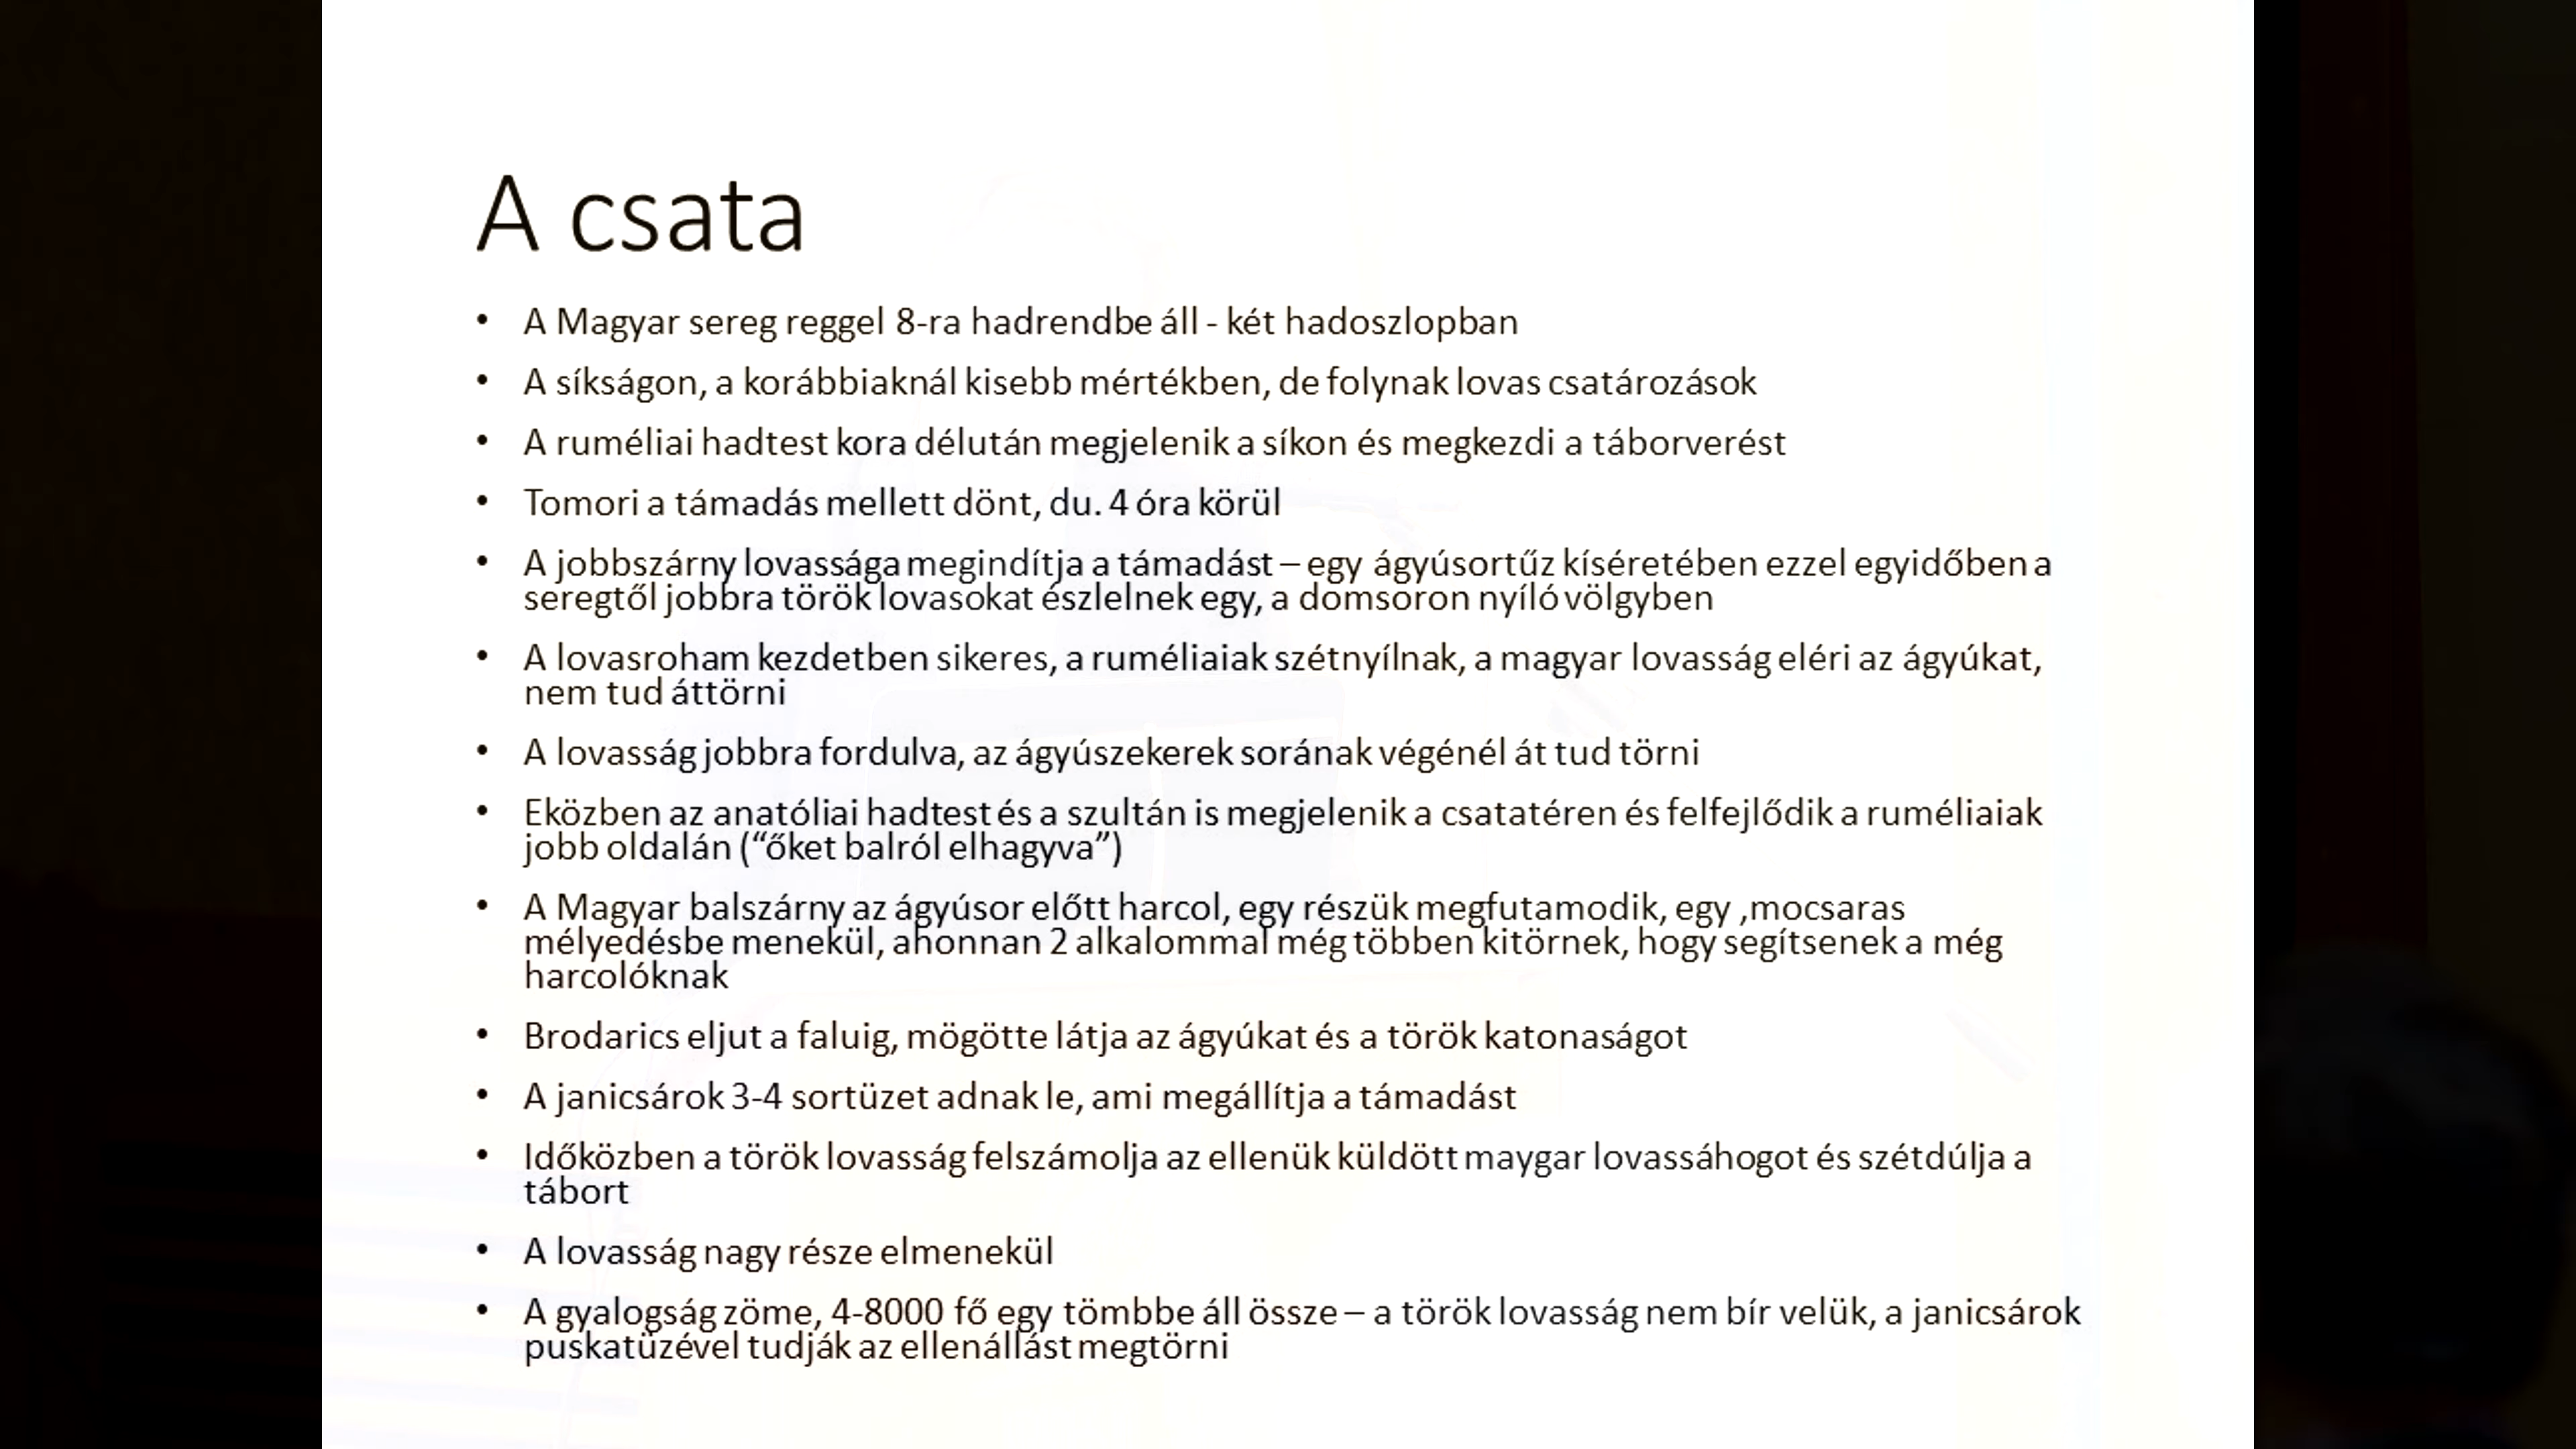 A csata
• A Magyar sereg reggel 8-ra hadrendbe áll - két hadoszlopban
• A síkságon, a korábbiaknál kisebb mértékben, de folynak lovas csatározások
• A ruméliai hadtest kora délután megjelenik a síkon és megkezdi a táborverést
• Tomori a támadás mellett dönt, du. 4 óra körül
• A jobbszárny lovassága megindítja a támadást – egy ágyúsortűz kíséretében ezzel egyidőben a
seregtől jobbra török lovasokat észlelnek egy, a domsoron nyíló völgyben
• A lovasroham kezdetben sikeres, a ruméliaiak szétnyílnak, a magyar lovasság eléri az ágyúkat,
nem tud áttörni
• A lovasság jobbra fordulva, az ágyúszekerek sorának végénél át tud törni
• Eközben az anatóliai hadtest és a szultán is megjelenik a csatatéren és felfejlődik a ruméliaiak
jobb oldalán (“őket balról elhagyva”)
• A Magyar balszárny az ágyúsor előtt harcol, egy részük megfutamodik, egy ,mocsaras
mélyedésbe menekül, ahonnan 2 alkalommal még többen kitörnek, hogy segítsenek a még
harcolóknak
• Brodarics eljut a faluig, mögötte látja az ágyúkat és a török katonaságot
• A janicsárok 3-4 sortüzet adnak le, ami megállítja a támadást
• Időközben a török lovasság felszámolja az ellenük küldött maygar lovassáhogot és szétdúlja a
tábort
• A lovasság nagy része elmenekül
• A gyalogság zöme, 4-8000 fő egy tömbbe áll össze – a török lovasság nem bír velük, a janicsárok
puskatüzével tudják az ellenállást megtörni